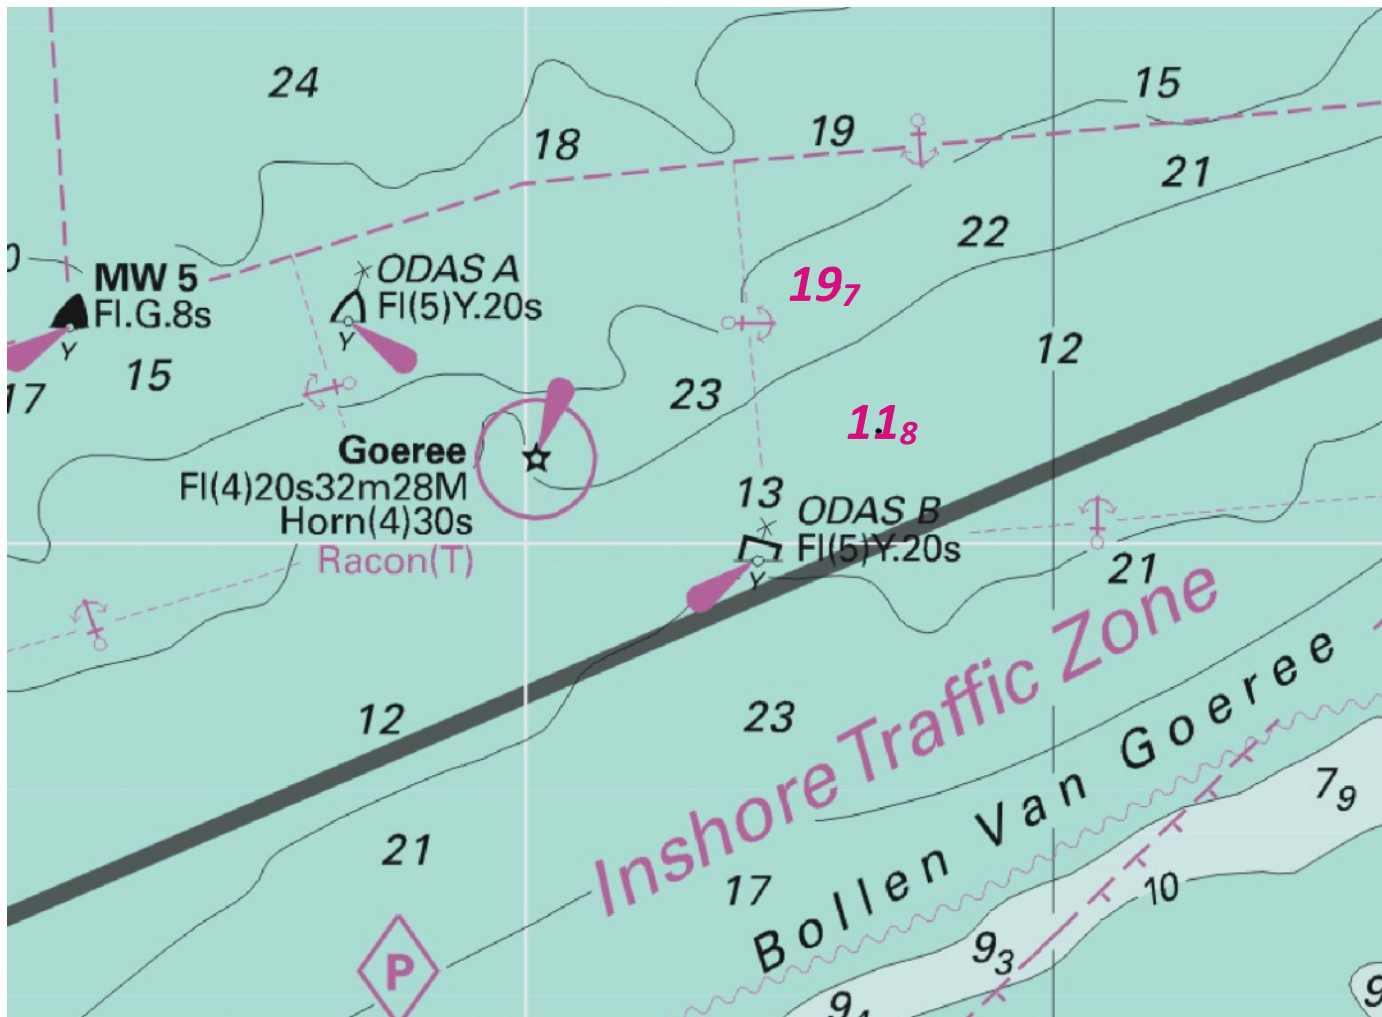 24
15
18
19
21
22
MW 5
Fl.G.8s
Y
ODAS A
Fl(5)Y.20s
Y
19₇
15
17
12
23
11₈
Goeree
Fl(4)20s32m28M
Horn(4)30s
Racon(T)
13
ODAS B
Fl(5)Y.20s
Y
21
12
23
Inshore Traffic Zone
Bollen Van Goeree
21
17
7₉
10
9₃
P